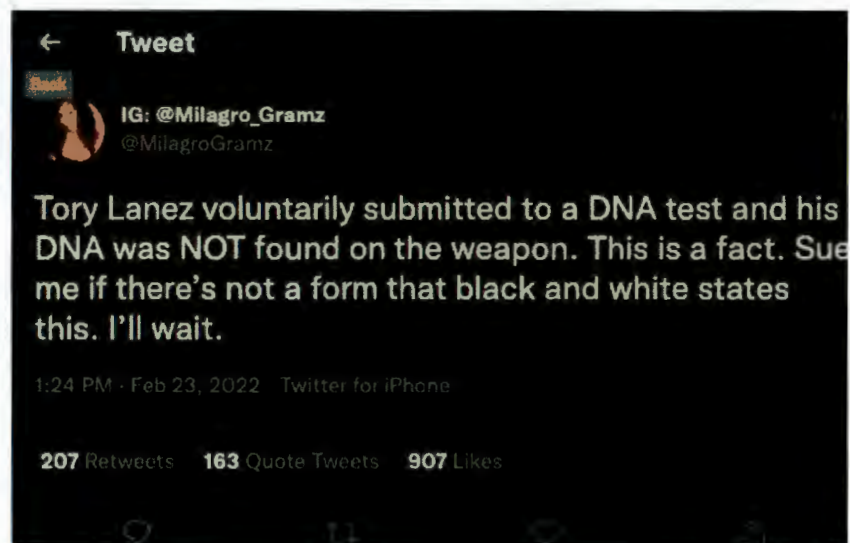 ← Tweet
Back
IG: @Milagro_Gramz
@MilagroGramz
Tory Lanez voluntarily submitted to a DNA test and his
DNA was NOT found on the weapon. This is a fact. Sue
me if there's not a form that black and white states
this. I'll wait.
1:24 PM · Feb 23, 2022 Twitter for iPhone
207 Retweets 163 Quote Tweets 907 Likes